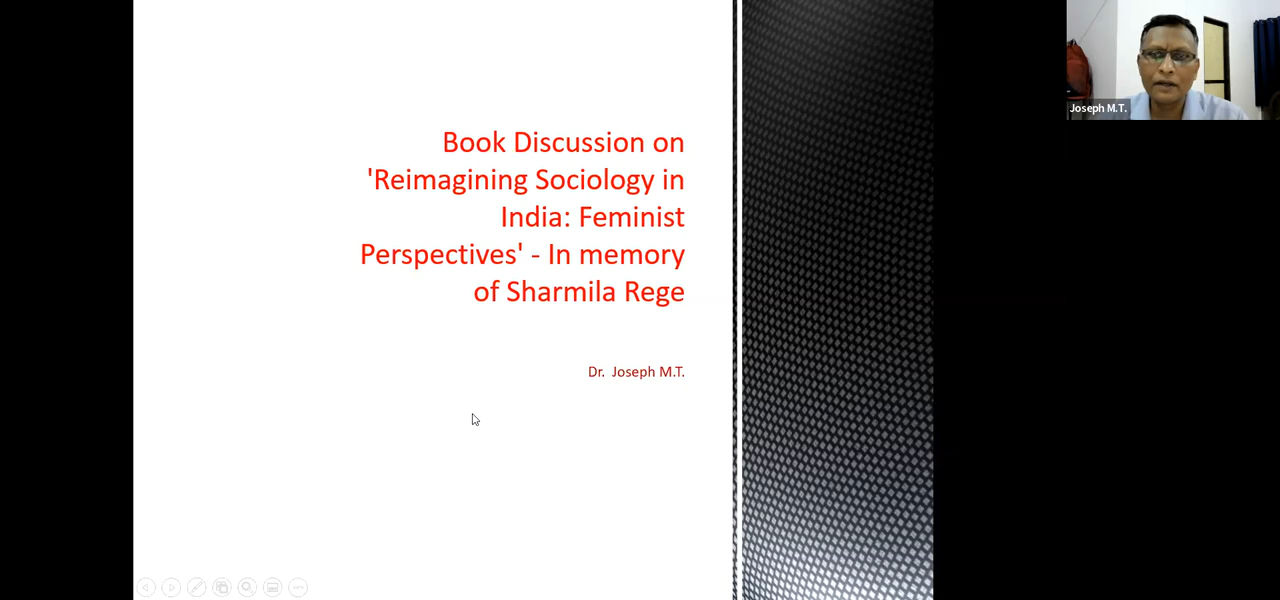 Book Discussion on
'Reimagining Sociology in
India: Feminist
Perspectives' - In memory
of Sharmila Rege
Dr. Joseph M.T.
Joseph M.T.